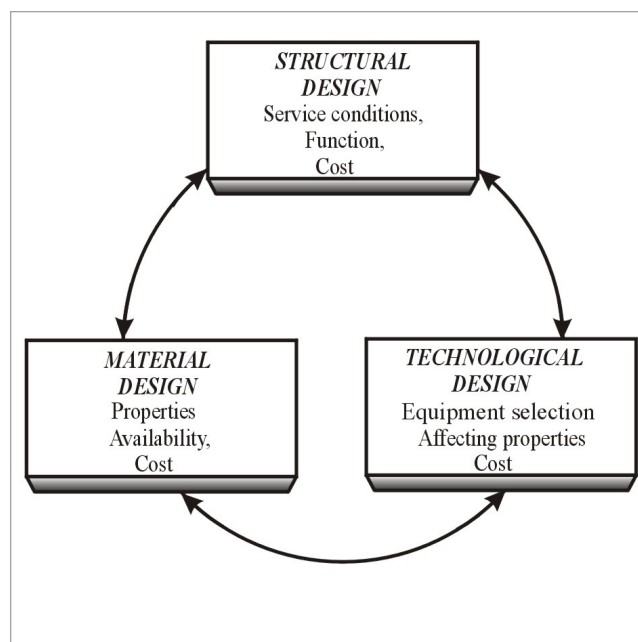 STRUCTURAL
DESIGN
Service conditions,
Function,
Cost
MATERIAL
DESIGN
Properties
Availability,
Cost
TECHNOLOGICAL
DESIGN
Equipment selection
Affecting properties
Cost